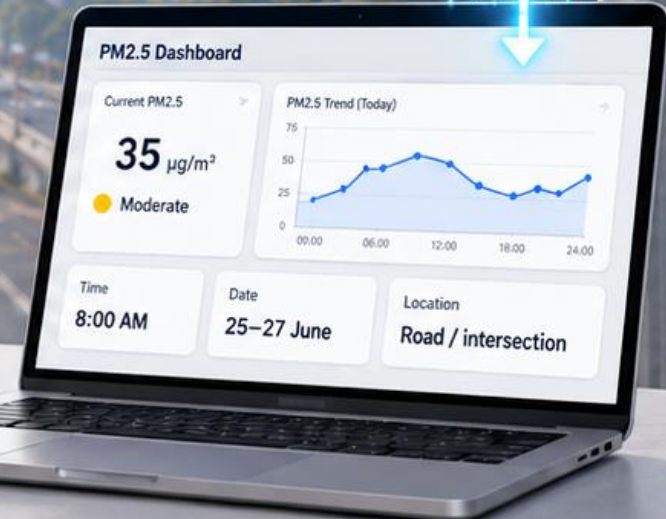 PM2.5 Dashboard
Current PM2.5
35 µg/m²
Moderate
PM2.5 Trend (Today)
75
50
25
0
00.00
06.00
12.00
18.00
24.00
Time
8:00 AM
Date
25–27 June
Location
Road / intersection